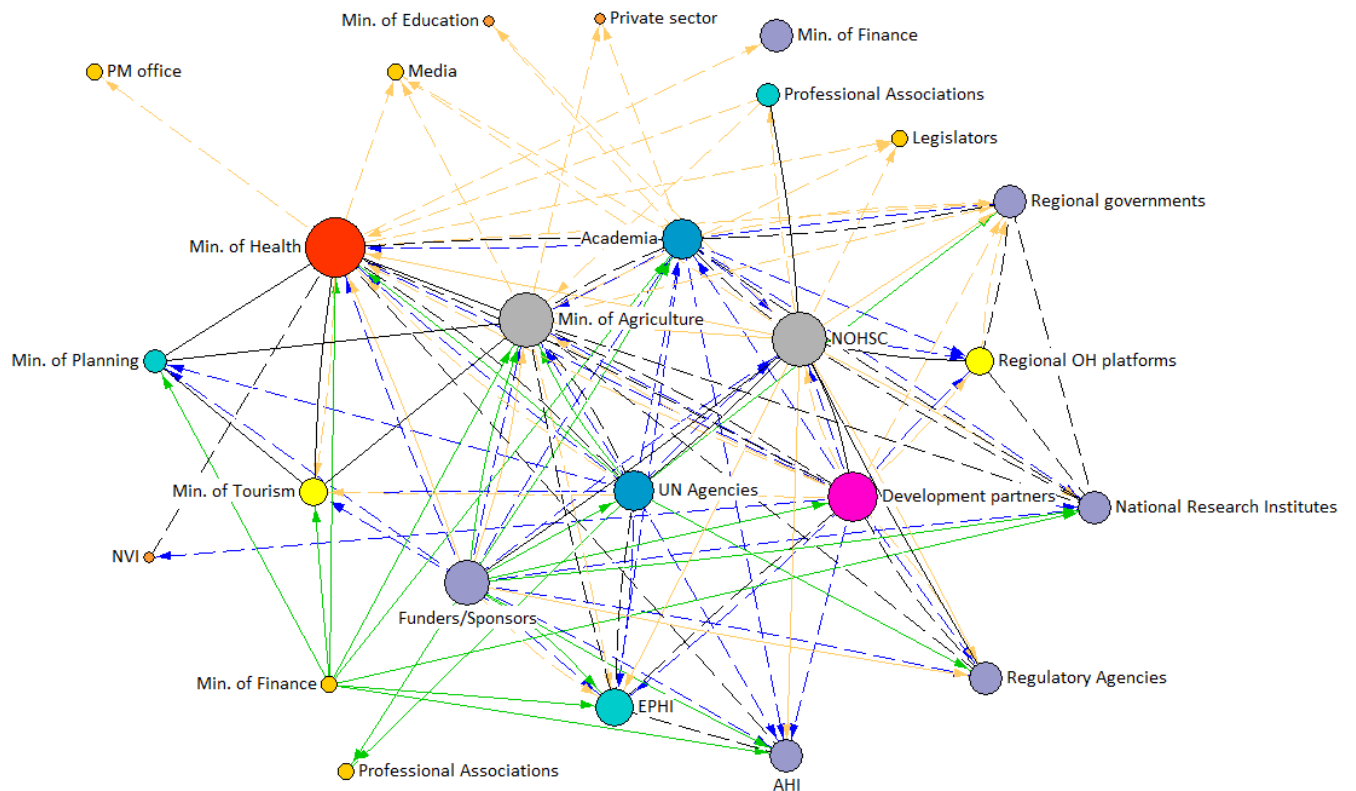 Min. of Education
Private sector
Min. of Finance
PM office
Media
Professional Associations
Legislators
Regional governments
Min. of Health
Academia
Min. of Agriculture
NOHSC
Min. of Planning
Regional OH platforms
Min. of Tourism
UN Agencies
Development partners
National Research Institutes
NVI
Funders/Sponsors
Min. of Finance
Regulatory Agencies
EPHI
Professional Associations
AHI